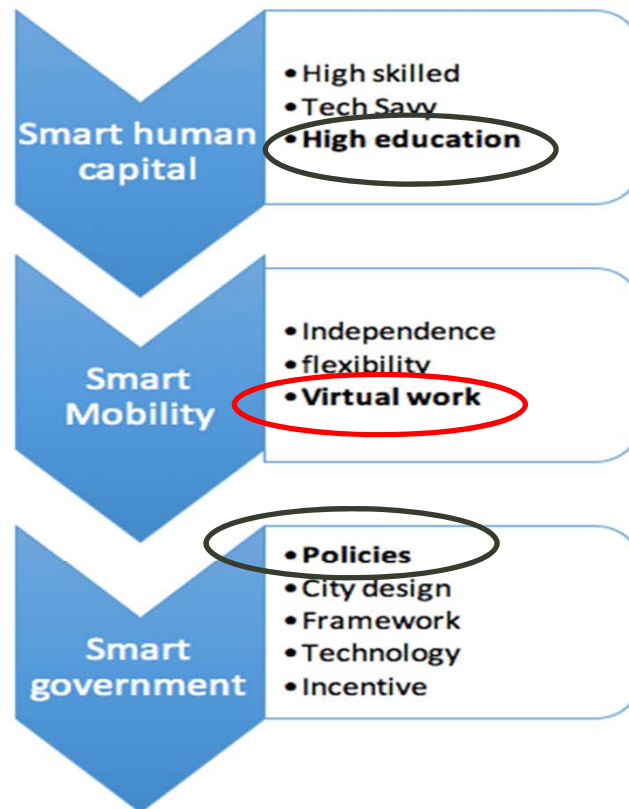 Smart human
capital
• High skilled
• Tech Savy
• High education
Smart
Mobility
• Independence
• flexibility
• Virtual work
Smart
government
• Policies
• City design
• Framework
• Technology
• Incentive